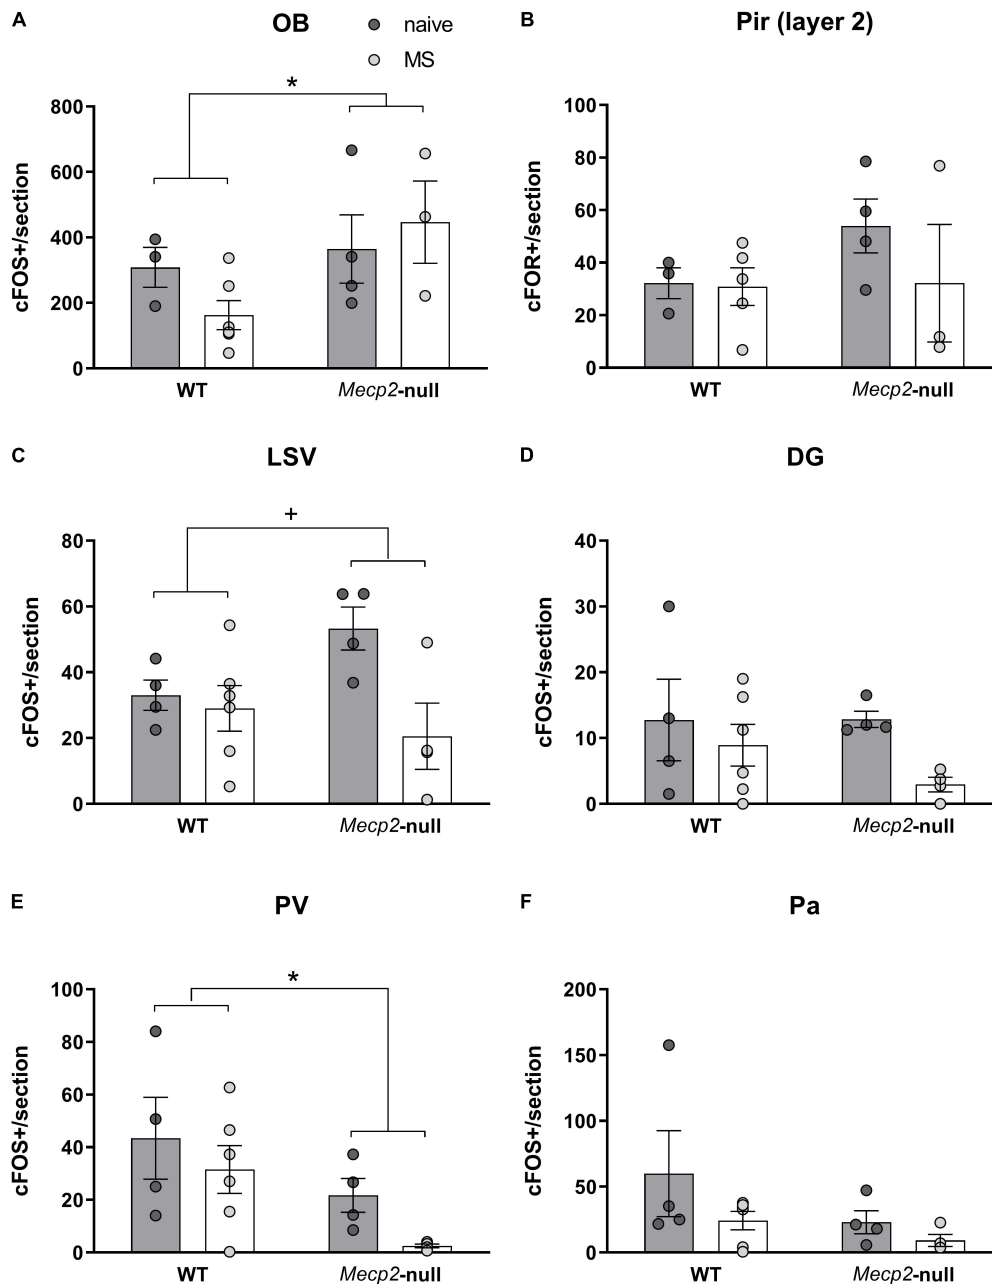 A
OB
naive
MS
*
cFOS+/section
800
600
400
200
0
WT
Mecp2-null
B
Pir (layer 2)
cFOR+/section
100
80
60
40
20
0
WT
Mecp2-null
C
LSV
+
cFOS+/section
80
60
40
20
0
WT
Mecp2-null
D
DG
cFOS+/section
40
30
20
10
0
WT
Mecp2-null
E
PV
*
cFOS+/section
100
80
60
40
20
0
WT
Mecp2-null
F
Pa
cFOS+/section
200
150
100
50
0
WT
Mecp2-null